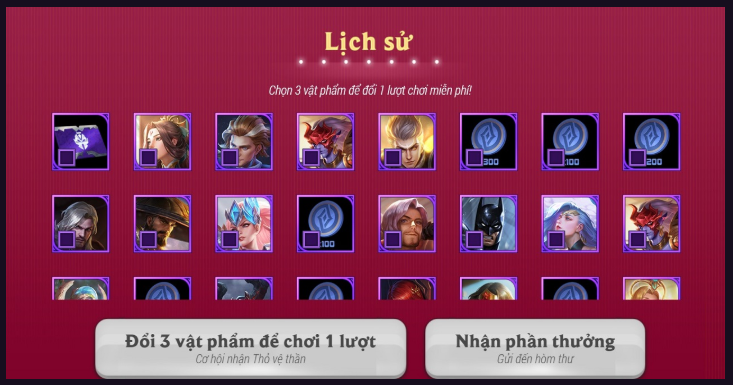 Lịch sử
Chọn 3 vật phẩm để đổi 1 lượt chơi miễn phí!
300
100
200
100
Đổi 3 vật phẩm để chơi 1 lượt
Cơ hội nhận Thỏ vệ thần
Nhận phần thưởng
Gửi đến hòm thư